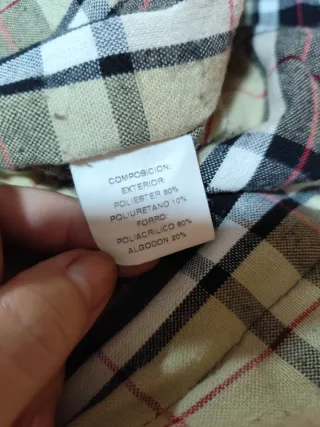 COMPOSICION:
EXTERIOR:
POLIESTER 90%
POLIURETANO 10%
FORRO
POLIACRILICO 80%
ALGODON 20%